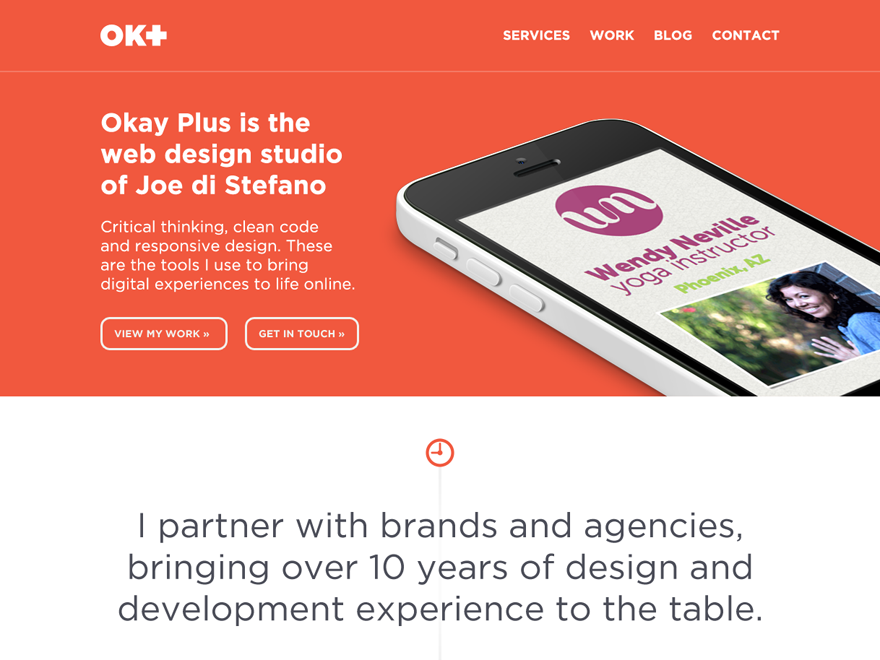 OK+
SERVICES WORK BLOG CONTACT
Okay Plus is the
web design studio
of Joe di Stefano
Critical thinking, clean code
and responsive design. These
are the tools I use to bring
digital experiences to life online.
VIEW MY WORK »
GET IN TOUCH »
wn
Wendy Neville
yoga instructor
Phoenix, AZ
I partner with brands and agencies,
bringing over 10 years of design and
development experience to the table.